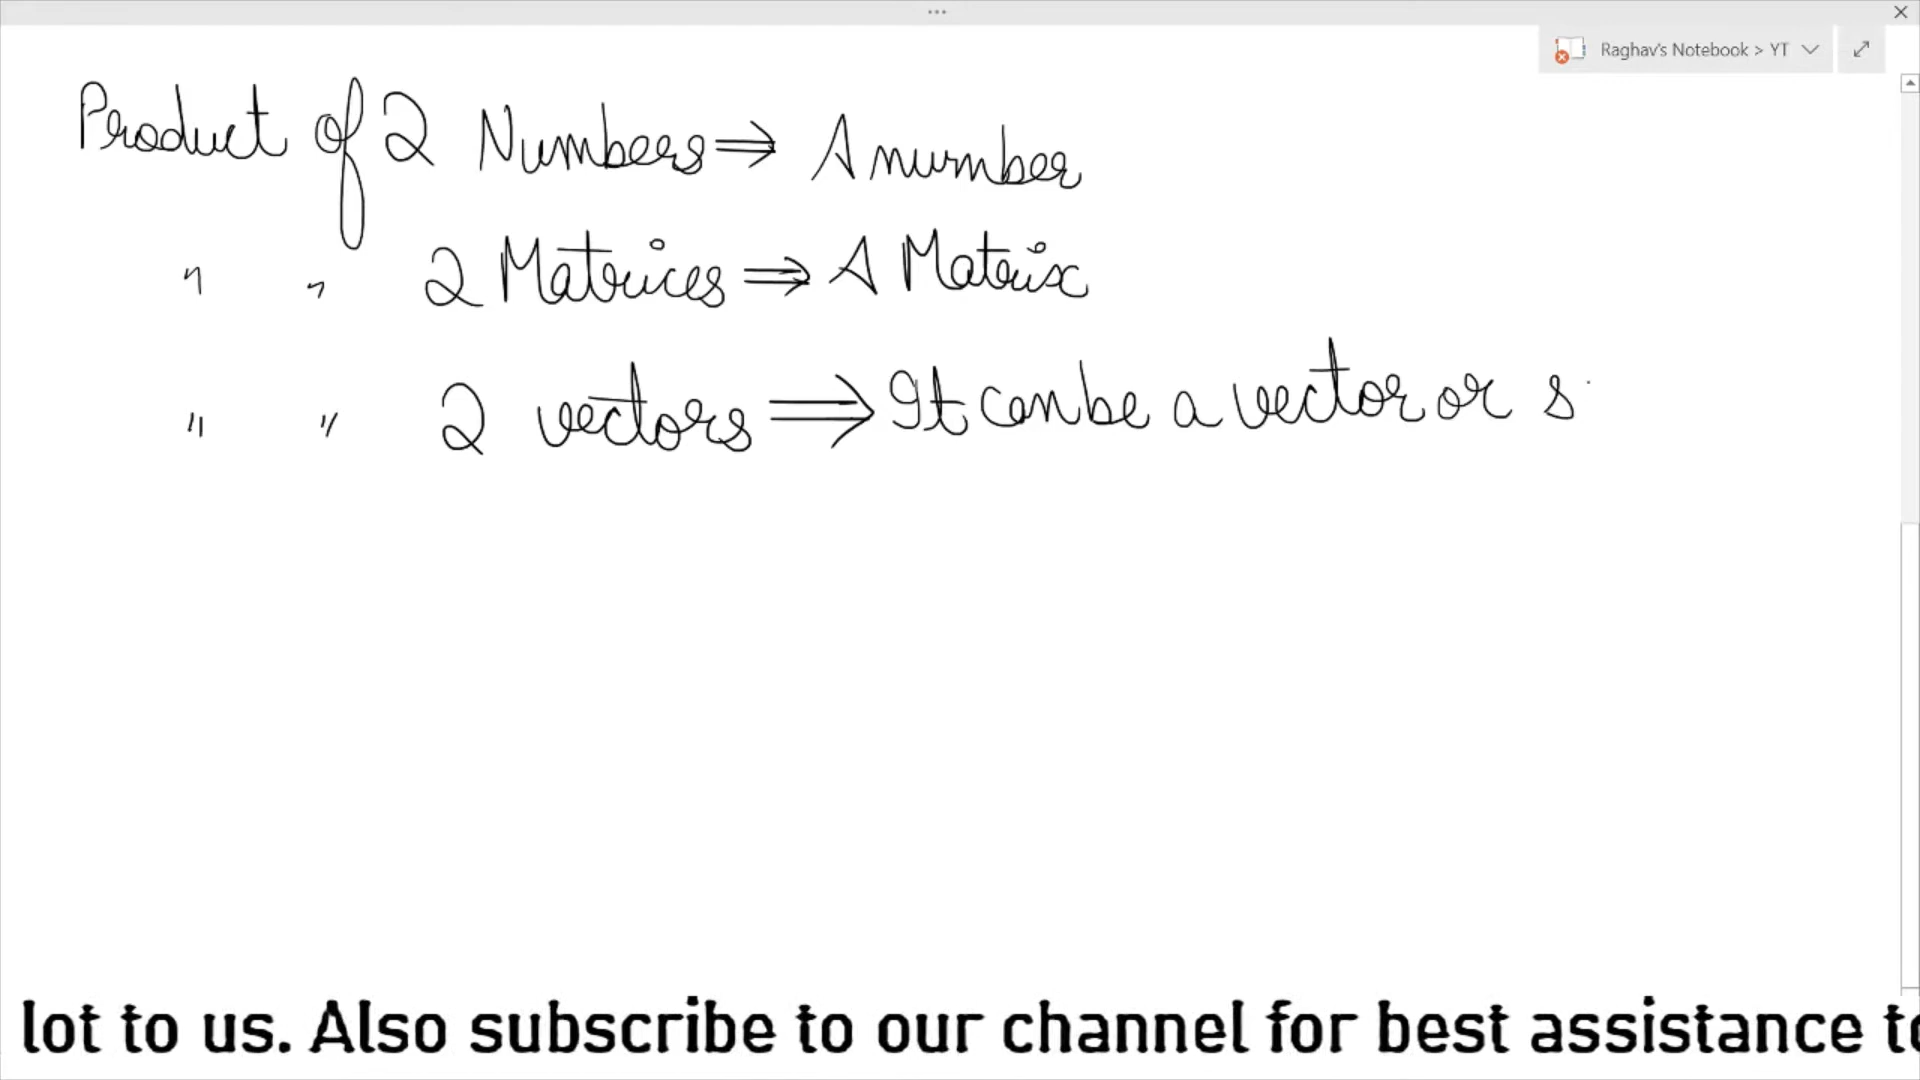 Raghav's Notebook > YT
Product of 2 Numbers ⇒ A number
" " 2 Matrices ⇒ A Matrix
" " 2 vectors ⇒ It can be a vector or s
lot to us. Also subscribe to our channel for best assistance to